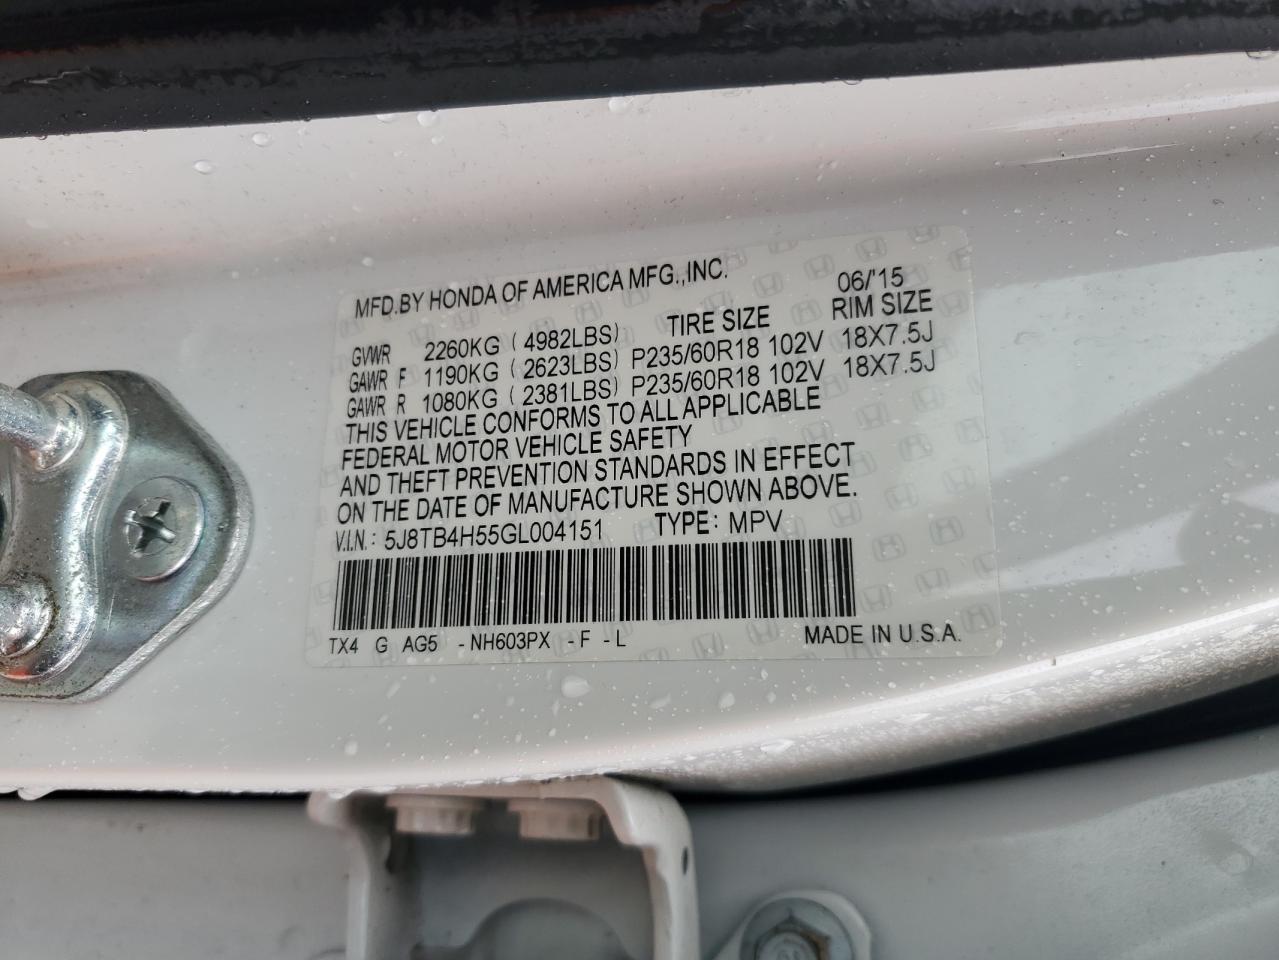 MFD.BY HONDA OF AMERICA MFG.,INC. 06/'15
TIRE SIZE RIM SIZE
GVWR 2260KG ( 4982LBS)
GAWR F 1190KG ( 2623LBS) P235/60R18 102V 18X7.5J
GAWR R 1080KG ( 2381LBS) P235/60R18 102V 18X7.5J
THIS VEHICLE CONFORMS TO ALL APPLICABLE
FEDERAL MOTOR VEHICLE SAFETY
AND THEFT PREVENTION STANDARDS IN EFFECT
ON THE DATE OF MANUFACTURE SHOWN ABOVE.
V.I.N.: 5J8TB4H55GL004151 TYPE: MPV
TX4 G AG5 -NH603PX -F -L MADE IN U.S.A.